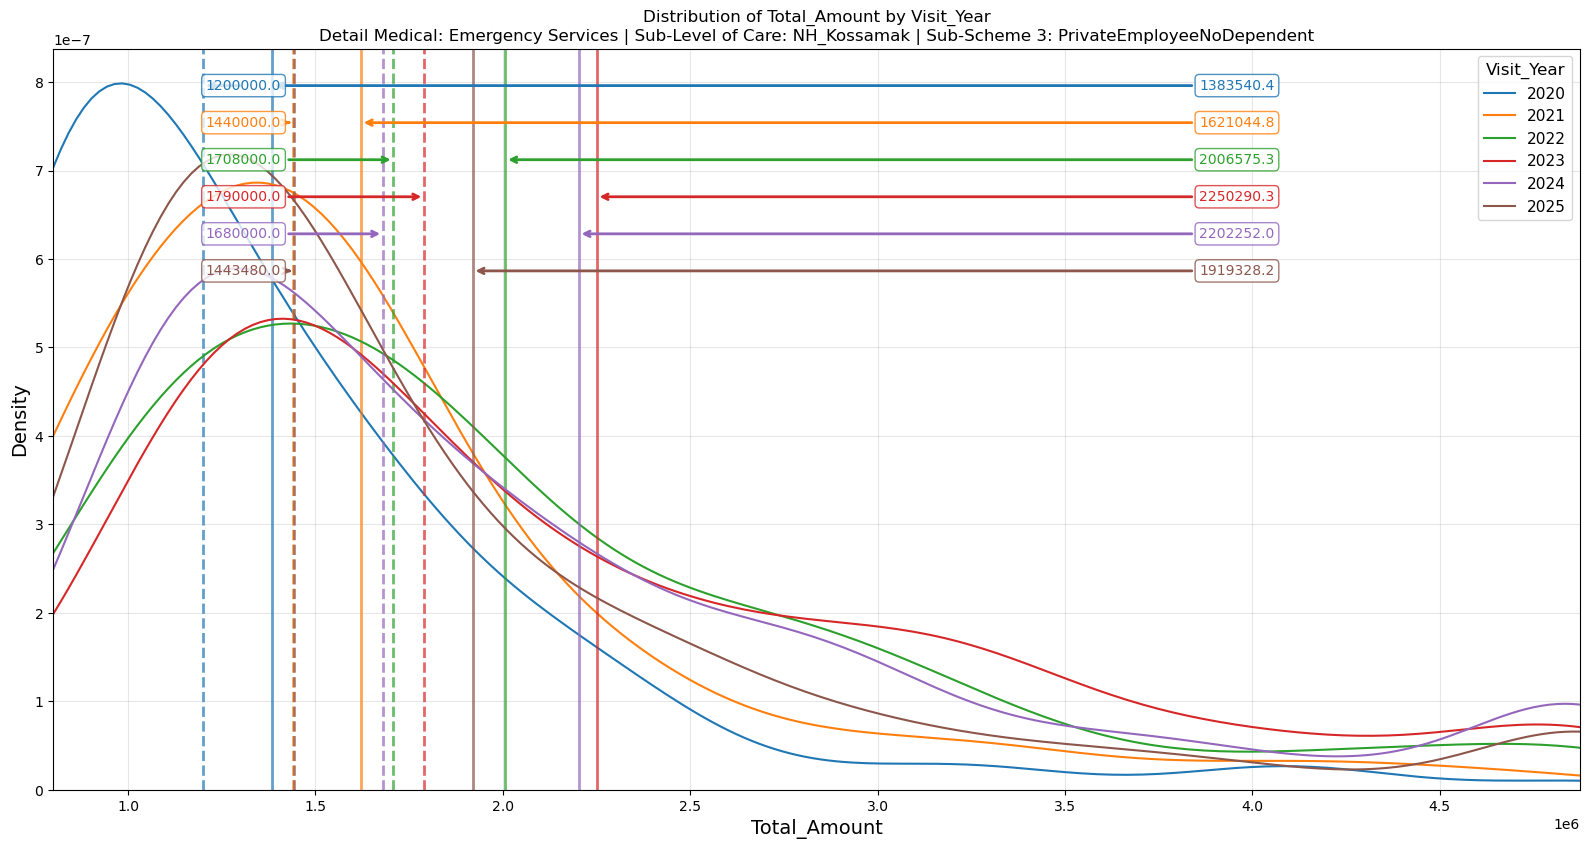 Distribution of Total_Amount by Visit_Year
Detail Medical: Emergency Services | Sub-Level of Care: NH_Kossamak | Sub-Scheme 3: PrivateEmployeeNoDependent
1e−7
Visit_Year
2020
2021
2022
2023
2024
2025
1200000.0 1383540.4
1440000.0 1621044.8
1708000.0 2006575.3
1790000.0 2250290.3
1680000.0 2202252.0
1443480.0 1919328.2
Density
8
7
6
5
4
3
2
1
0
1.0 1.5 2.0 2.5 3.0 3.5 4.0 4.5
1e6
Total_Amount